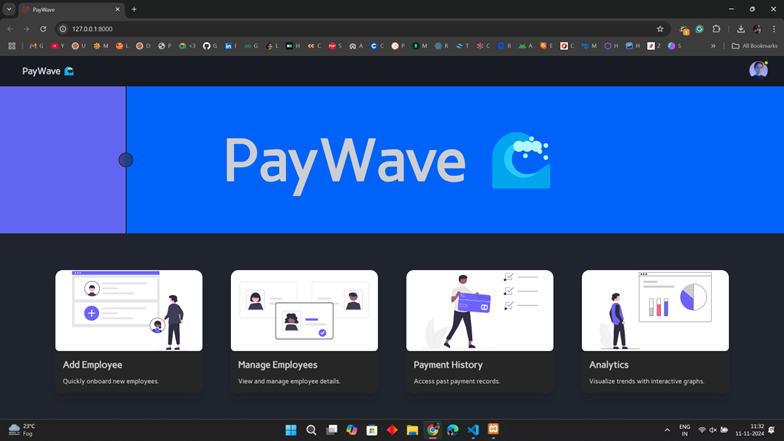 PayWave
127.0.0.1:8000
G
Y
U
M
L
O
P
+3
G
in I
G
L
H
C
S
A
C
P
M
R
T
C
R
A
E
C
M
H
H
Z
S
All Bookmarks
PayWave
PayWave
Add Employee
Quickly onboard new employees.
Manage Employees
View and manage employee details.
Payment History
Access past payment records.
Analytics
Visualize trends with interactive graphs.
23°C
Fog
ENG
IN
11:32
11-11-2024